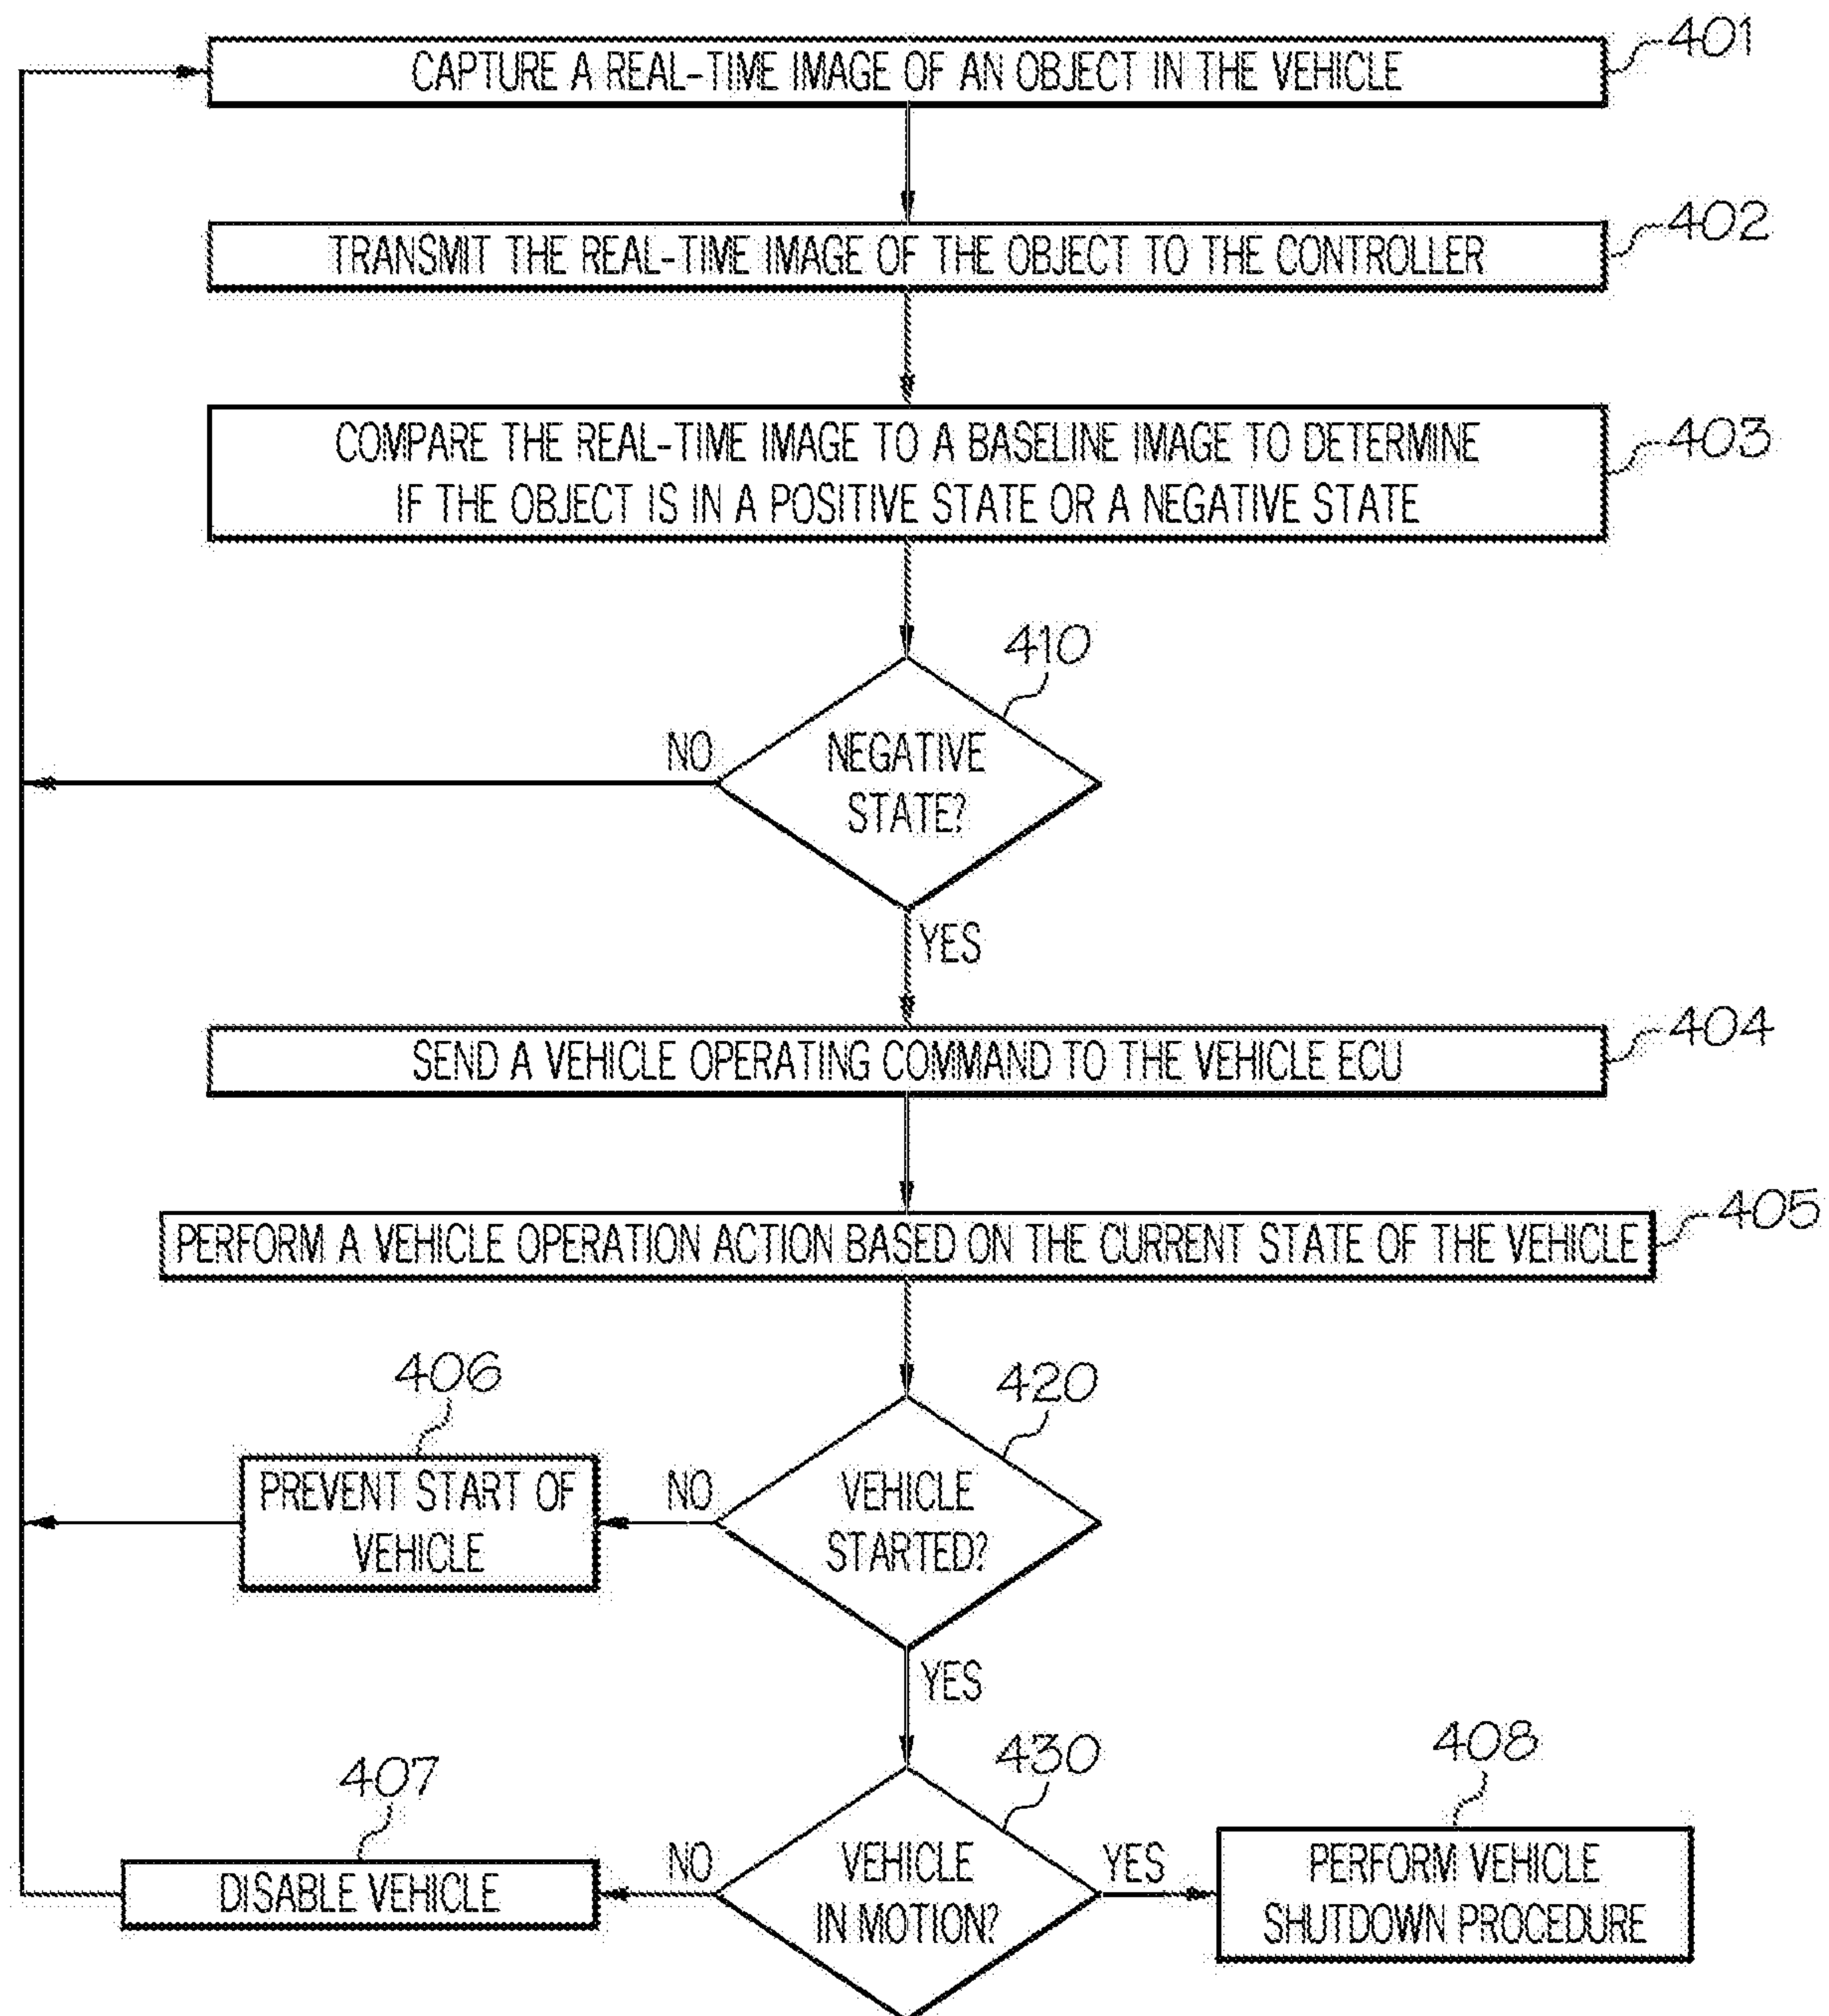 CAPTURE A REAL-TIME IMAGE OF AN OBJECT IN THE VEHICLE
401
TRANSMIT THE REAL-TIME IMAGE OF THE OBJECT TO THE CONTROLLER
402
COMPARE THE REAL-TIME IMAGE TO A BASELINE IMAGE TO DETERMINE
IF THE OBJECT IS IN A POSITIVE STATE OR A NEGATIVE STATE
403
410
NO
NEGATIVE
STATE?
YES
SEND A VEHICLE OPERATING COMMAND TO THE VEHICLE ECU
404
PERFORM A VEHICLE OPERATION ACTION BASED ON THE CURRENT STATE OF THE VEHICLE
405
406
420
PREVENT START OF
VEHICLE
NO
VEHICLE
STARTED?
YES
407
430
408
DISABLE VEHICLE
NO
VEHICLE
IN MOTION?
YES
PERFORM VEHICLE
SHUTDOWN PROCEDURE